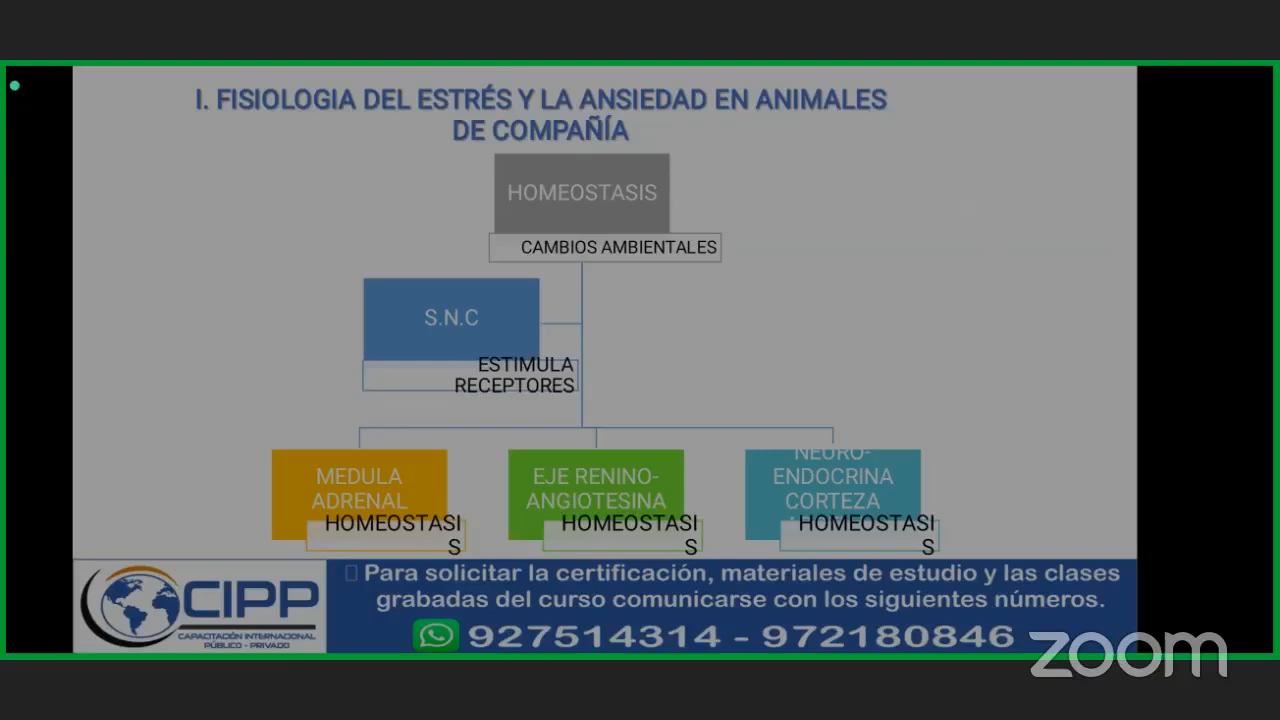 I. FISIOLOGIA DEL ESTRÉS Y LA ANSIEDAD EN ANIMALES
DE COMPAÑÍA
HOMEOSTASIS
CAMBIOS AMBIENTALES
S.N.C
ESTIMULA
RECEPTORES
MEDULA
ADRENAL
HOMEOSTASI
S
EJE RENINO-
ANGIOTESINA
HOMEOSTASI
S
NEURO-
ENDOCRINA
CORTEZA
HOMEOSTASI
S
CIPP
CAPACITACIÓN INTERNACIONAL
PÚBLICO - PRIVADO
Para solicitar la certificación, materiales de estudio y las clases
grabadas del curso comunicarse con los siguientes números.
927514314 - 972180846
zoom